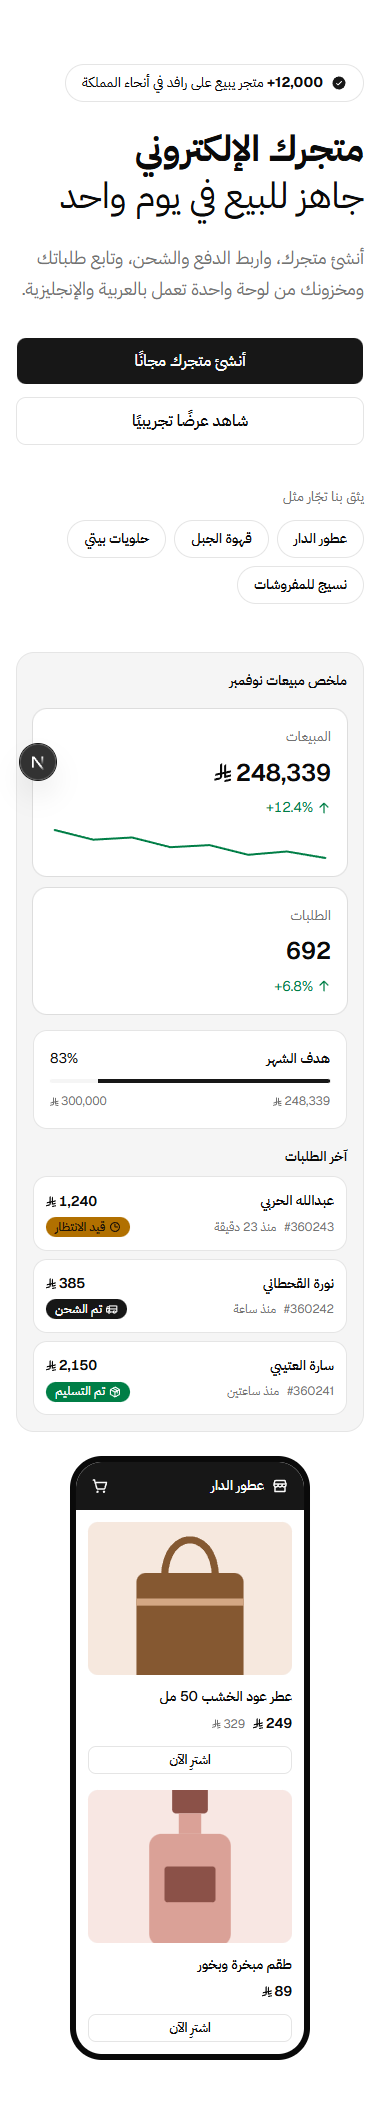 +12,000 متجر يبيع على رافد في أنحاء المملكة
متجرك الإلكتروني
جاهز للبيع في يوم واحد
أنشئ متجرك، واربط الدفع والشحن، وتابع طلباتك
ومخزونك من لوحة واحدة تعمل بالعربية والإنجليزية.
أنشئ متجرك مجانًا
شاهد عرضًا تجريبيًا
يثق بنا تجّار مثل
عطور الدار
قهوة الجبل
حلويات بيتي
نسيج للمفروشات
ملخص مبيعات نوفمبر
المبيعات
248,339 ⃁
+12.4%
N
الطلبات
692
+6.8%
هدف الشهر 83%
248,339 ⃁ 300,000 ⃁
آخر الطلبات
عبدالله الحربي 1,240 ⃁
#360243 منذ 23 دقيقة قيد الانتظار
نورة القحطاني 385 ⃁
#360242 منذ ساعة تم الشحن
سارة العتيبي 2,150 ⃁
#360241 منذ ساعتين تم التسليم
عطور الدار
عطر عود الخشب 50 مل
249 ⃁ 329 ⃁
اشترِ الآن
طقم مبخرة وبخور
89 ⃁
اشترِ الآن